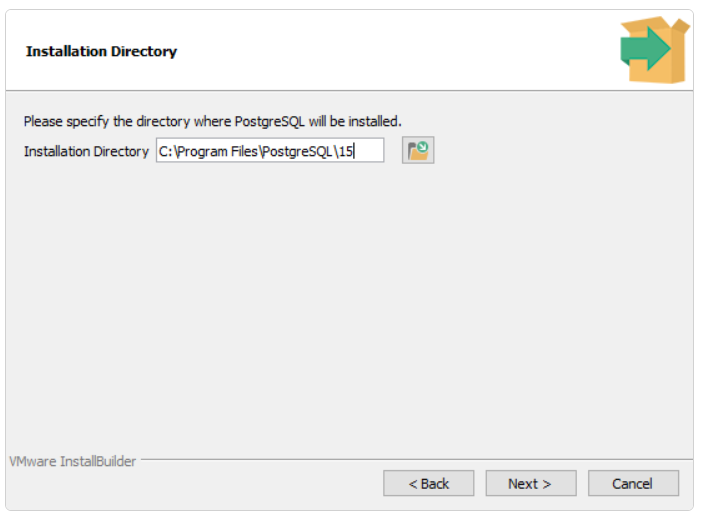 Installation Directory
Please specify the directory where PostgreSQL will be installed.
Installation Directory C:\Program Files\PostgreSQL\15
VMware InstallBuilder
< Back Next > Cancel